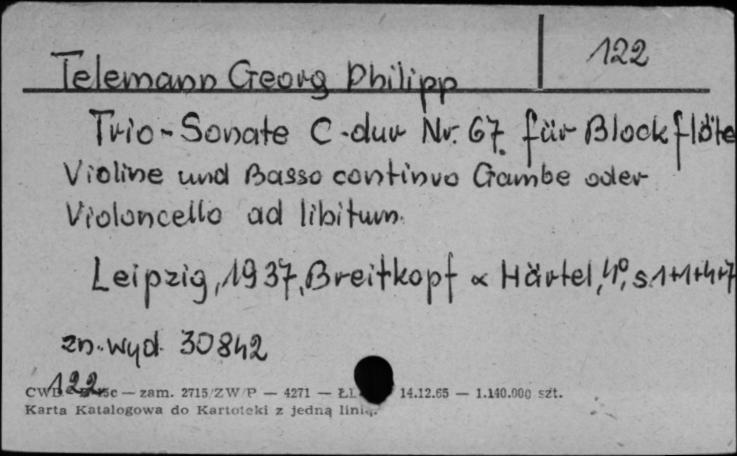 122
Telemann Georg Philipp
Trio-Sonate C-dur Nr. 67. für Blockflöte
Violine und Basso continuo Gambe oder
Violoncello ad libitum.
Leipzig, 1937, Breitkopf & Härtel, 4°, s. 1+1+4+7
zn. wyd. 30842
122
zam. 2715/ZW/P — 4271 — 14.12.65 — 1.140.000 szt.
Karta Katalogowa do Kartoteki z jedną linią.